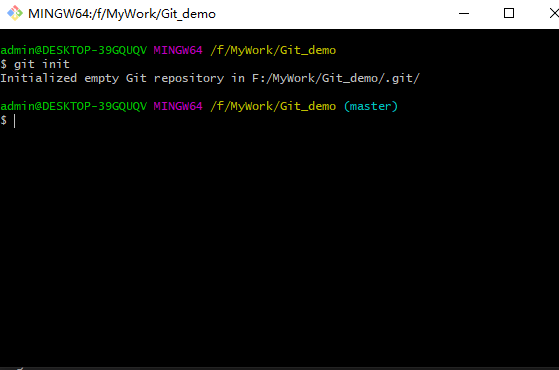 MINGW64:/f/MyWork/Git_demo
admin@DESKTOP-39GQUQV MINGW64 /f/MyWork/Git_demo
$ git init
Initialized empty Git repository in F:/MyWork/Git_demo/.git/
admin@DESKTOP-39GQUQV MINGW64 /f/MyWork/Git_demo (master)
$